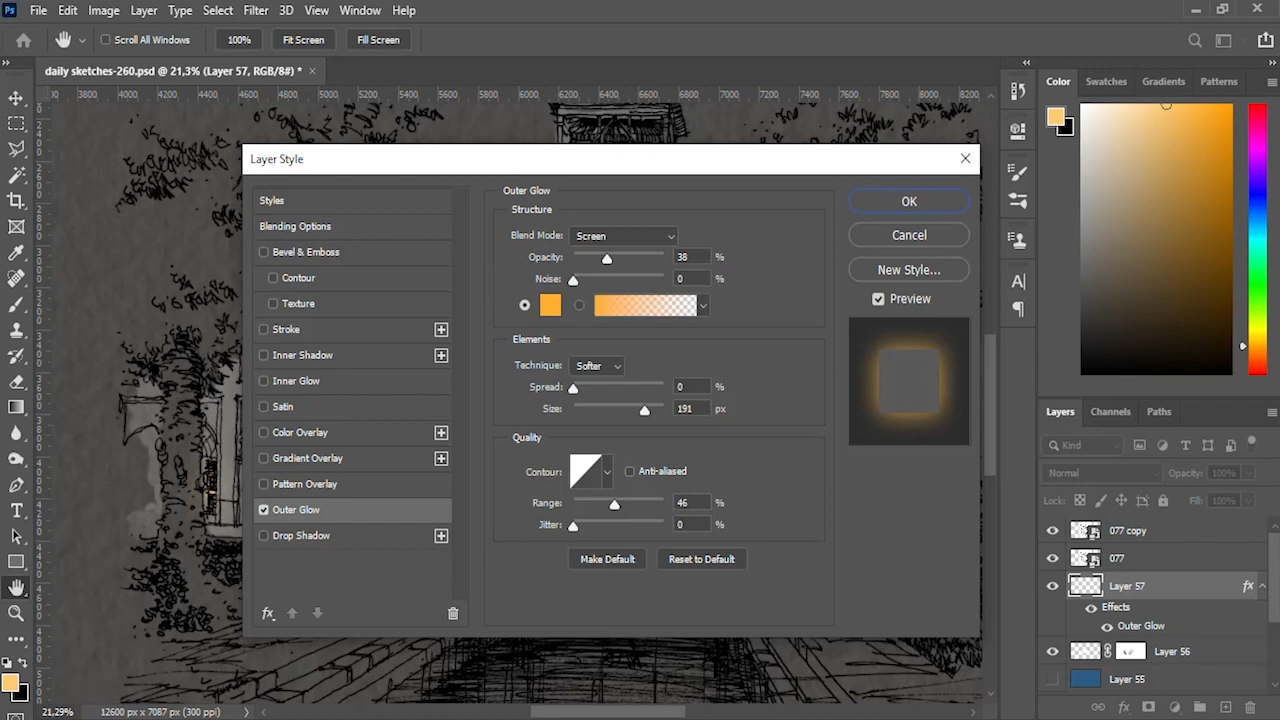 Ps File Edit Image Layer Type Select Filter 3D View Window Help
Scroll All Windows 100% Fit Screen Fill Screen
daily sketches-260.psd @ 21,3% (Layer 57, RGB/8#) *
3800 4000 4200 4400 4600 4800 5000 5200 5400 5600 5800 6000 6200 6400 6600 6800 7000 7200 7400 7600 7800 8000 8200
Layer Style
Styles
Blending Options
Bevel & Emboss
Contour
Texture
Stroke
Inner Shadow
Inner Glow
Satin
Color Overlay
Gradient Overlay
Pattern Overlay
Outer Glow
Drop Shadow
fx
Outer Glow
Structure
Blend Mode: Screen
Opacity: 38 %
Noise: 0 %
Elements
Technique: Softer
Spread: 0 %
Size: 191 px
Quality
Contour: Anti-aliased
Range: 46 %
Jitter: 0 %
Make Default Reset to Default
OK
Cancel
New Style...
Preview
Color Swatches Gradients Patterns
Layers Channels Paths
Kind
Normal Opacity: 100%
Lock: Fill: 100%
077 copy
077
Layer 57 fx
Effects
Outer Glow
Layer 56
Layer 55
fx
21,29% 12600 px x 7087 px (300 ppi)